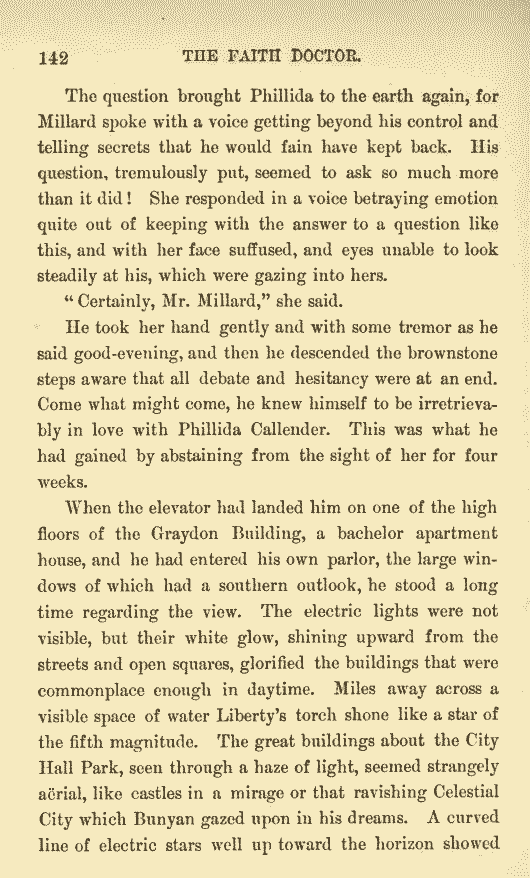 142 THE FAITH DOCTOR.
The question brought Phillida to the earth again, for
Millard spoke with a voice getting beyond his control and
telling secrets that he would fain have kept back. His
question, tremulously put, seemed to ask so much more
than it did! She responded in a voice betraying emotion
quite out of keeping with the answer to a question like
this, and with her face suffused, and eyes unable to look
steadily at his, which were gazing into hers.
“Certainly, Mr. Millard,” she said.
He took her hand gently and with some tremor as he
said good-evening, and then he descended the brownstone
steps aware that all debate and hesitancy were at an end.
Come what might come, he knew himself to be irretrieva-
bly in love with Phillida Callender. This was what he
had gained by abstaining from the sight of her for four
weeks.
When the elevator had landed him on one of the high
floors of the Graydon Building, a bachelor apartment
house, and he had entered his own parlor, the large win-
dows of which had a southern outlook, he stood a long
time regarding the view. The electric lights were not
visible, but their white glow, shining upward from the
streets and open squares, glorified the buildings that were
commonplace enough in daytime. Miles away across a
visible space of water Liberty’s torch shone like a star of
the fifth magnitude. The great buildings about the City
Hall Park, seen through a haze of light, seemed strangely
aërial, like castles in a mirage or that ravishing Celestial
City which Bunyan gazed upon in his dreams. A curved
line of electric stars well up toward the horizon showed